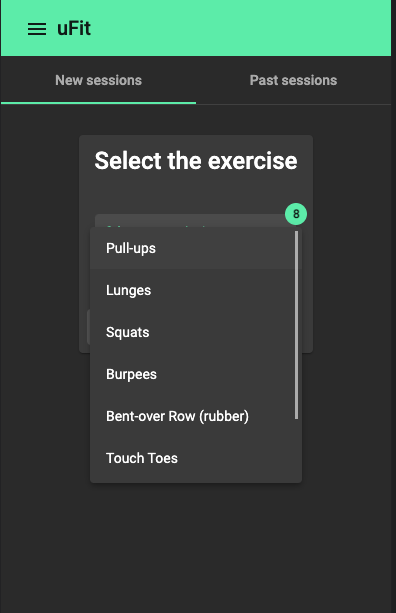 uFit
New sessions
Past sessions
Select the exercise
8
Pull-ups
Lunges
Squats
Burpees
Bent-over Row (rubber)
Touch Toes